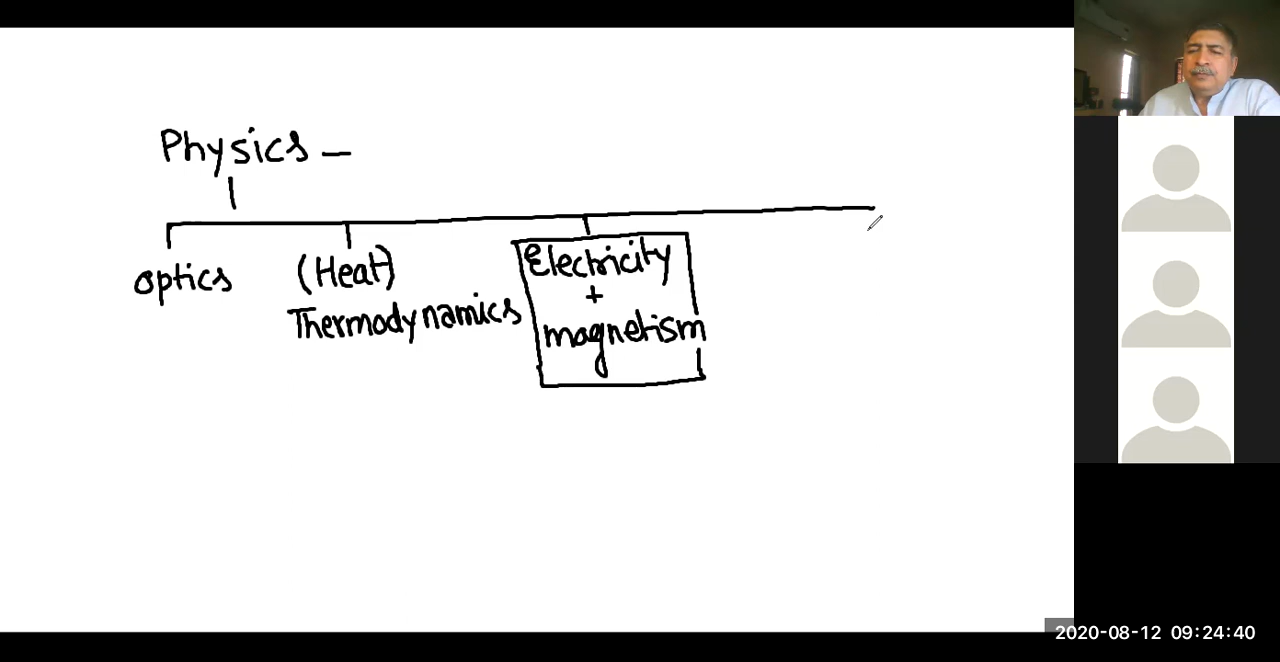 Physics –
optics
(Heat)
Thermodynamics
Electricity
+
magnetism
2020-08-12 09:24:40